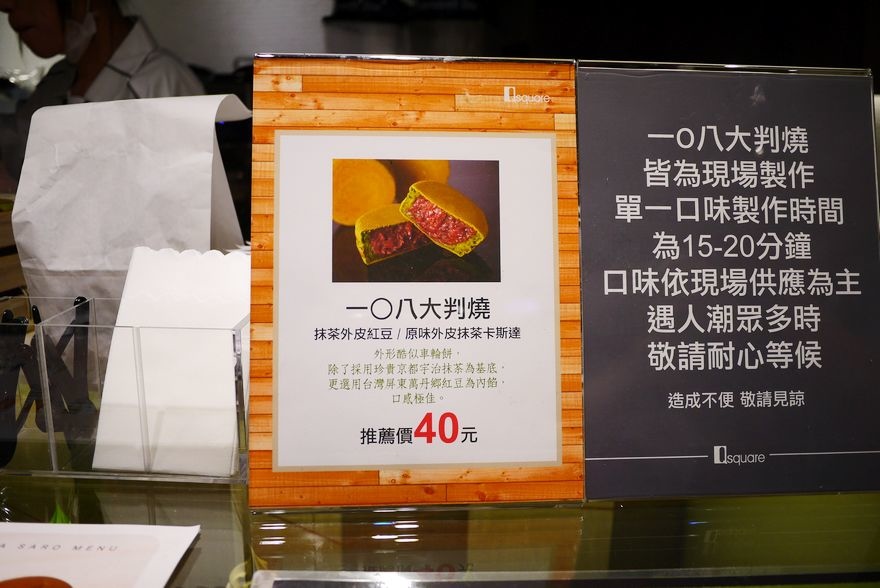 Qsquare
一〇八大判燒
抹茶外皮紅豆 / 原味外皮抹茶卡斯達
外形酷似車輪餅，
除了採用珍貴京都宇治抹茶為基底，
更選用台灣屏東萬丹鄉紅豆為內餡，
口感極佳。
推薦價40元
一O八大判燒
皆為現場製作
單一口味製作時間
為15-20分鐘
口味依現場供應為主
遇人潮眾多時
敬請耐心等候
造成不便 敬請見諒
Qsquare
A SARO MENU